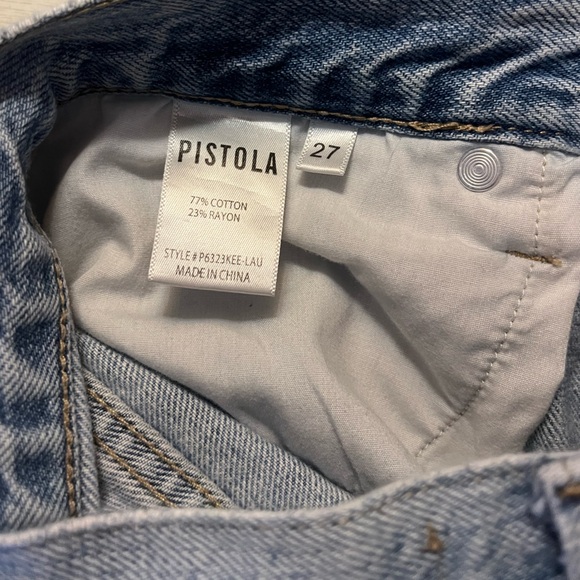 PISTOLA
27
77% COTTON
23% RAYON
STYLE # P6323KEE-LAU
MADE IN CHINA